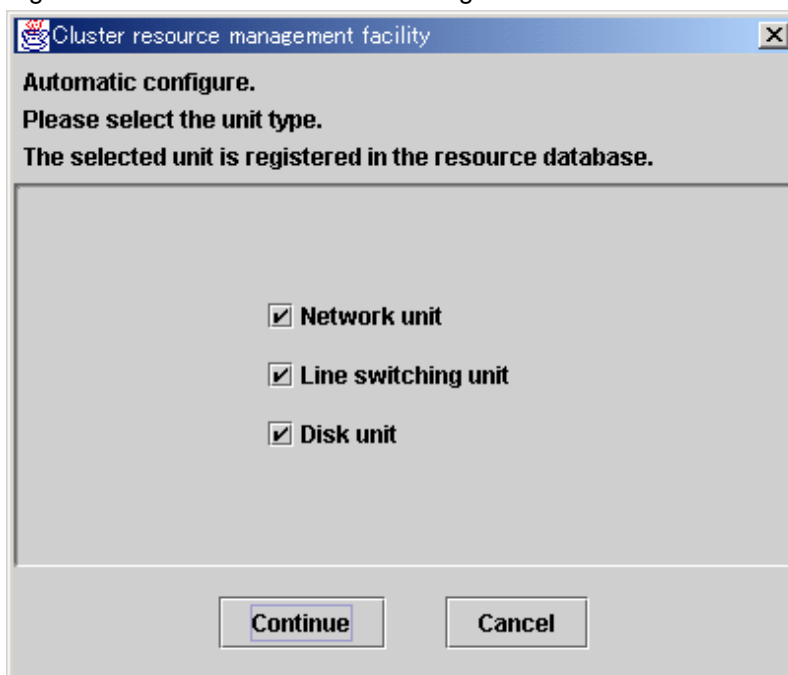 Cluster resource management facility
Automatic configure.
Please select the unit type.
The selected unit is registered in the resource database.
Network unit
Line switching unit
Disk unit
Continue Cancel